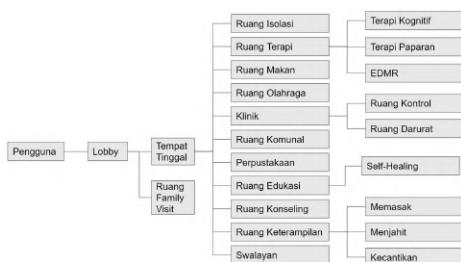 Pengguna
Lobby
Tempat
Tinggal
Ruang
Family
Visit
Ruang Isolasi
Ruang Terapi
Ruang Makan
Ruang Olahraga
Klinik
Ruang Komunal
Perpustakaan
Ruang Edukasi
Ruang Konseling
Ruang Keterampilan
Swalayan
Terapi Kognitif
Terapi Paparan
EDMR
Ruang Kontrol
Ruang Darurat
Self-Healing
Memasak
Menjahit
Kecantikan